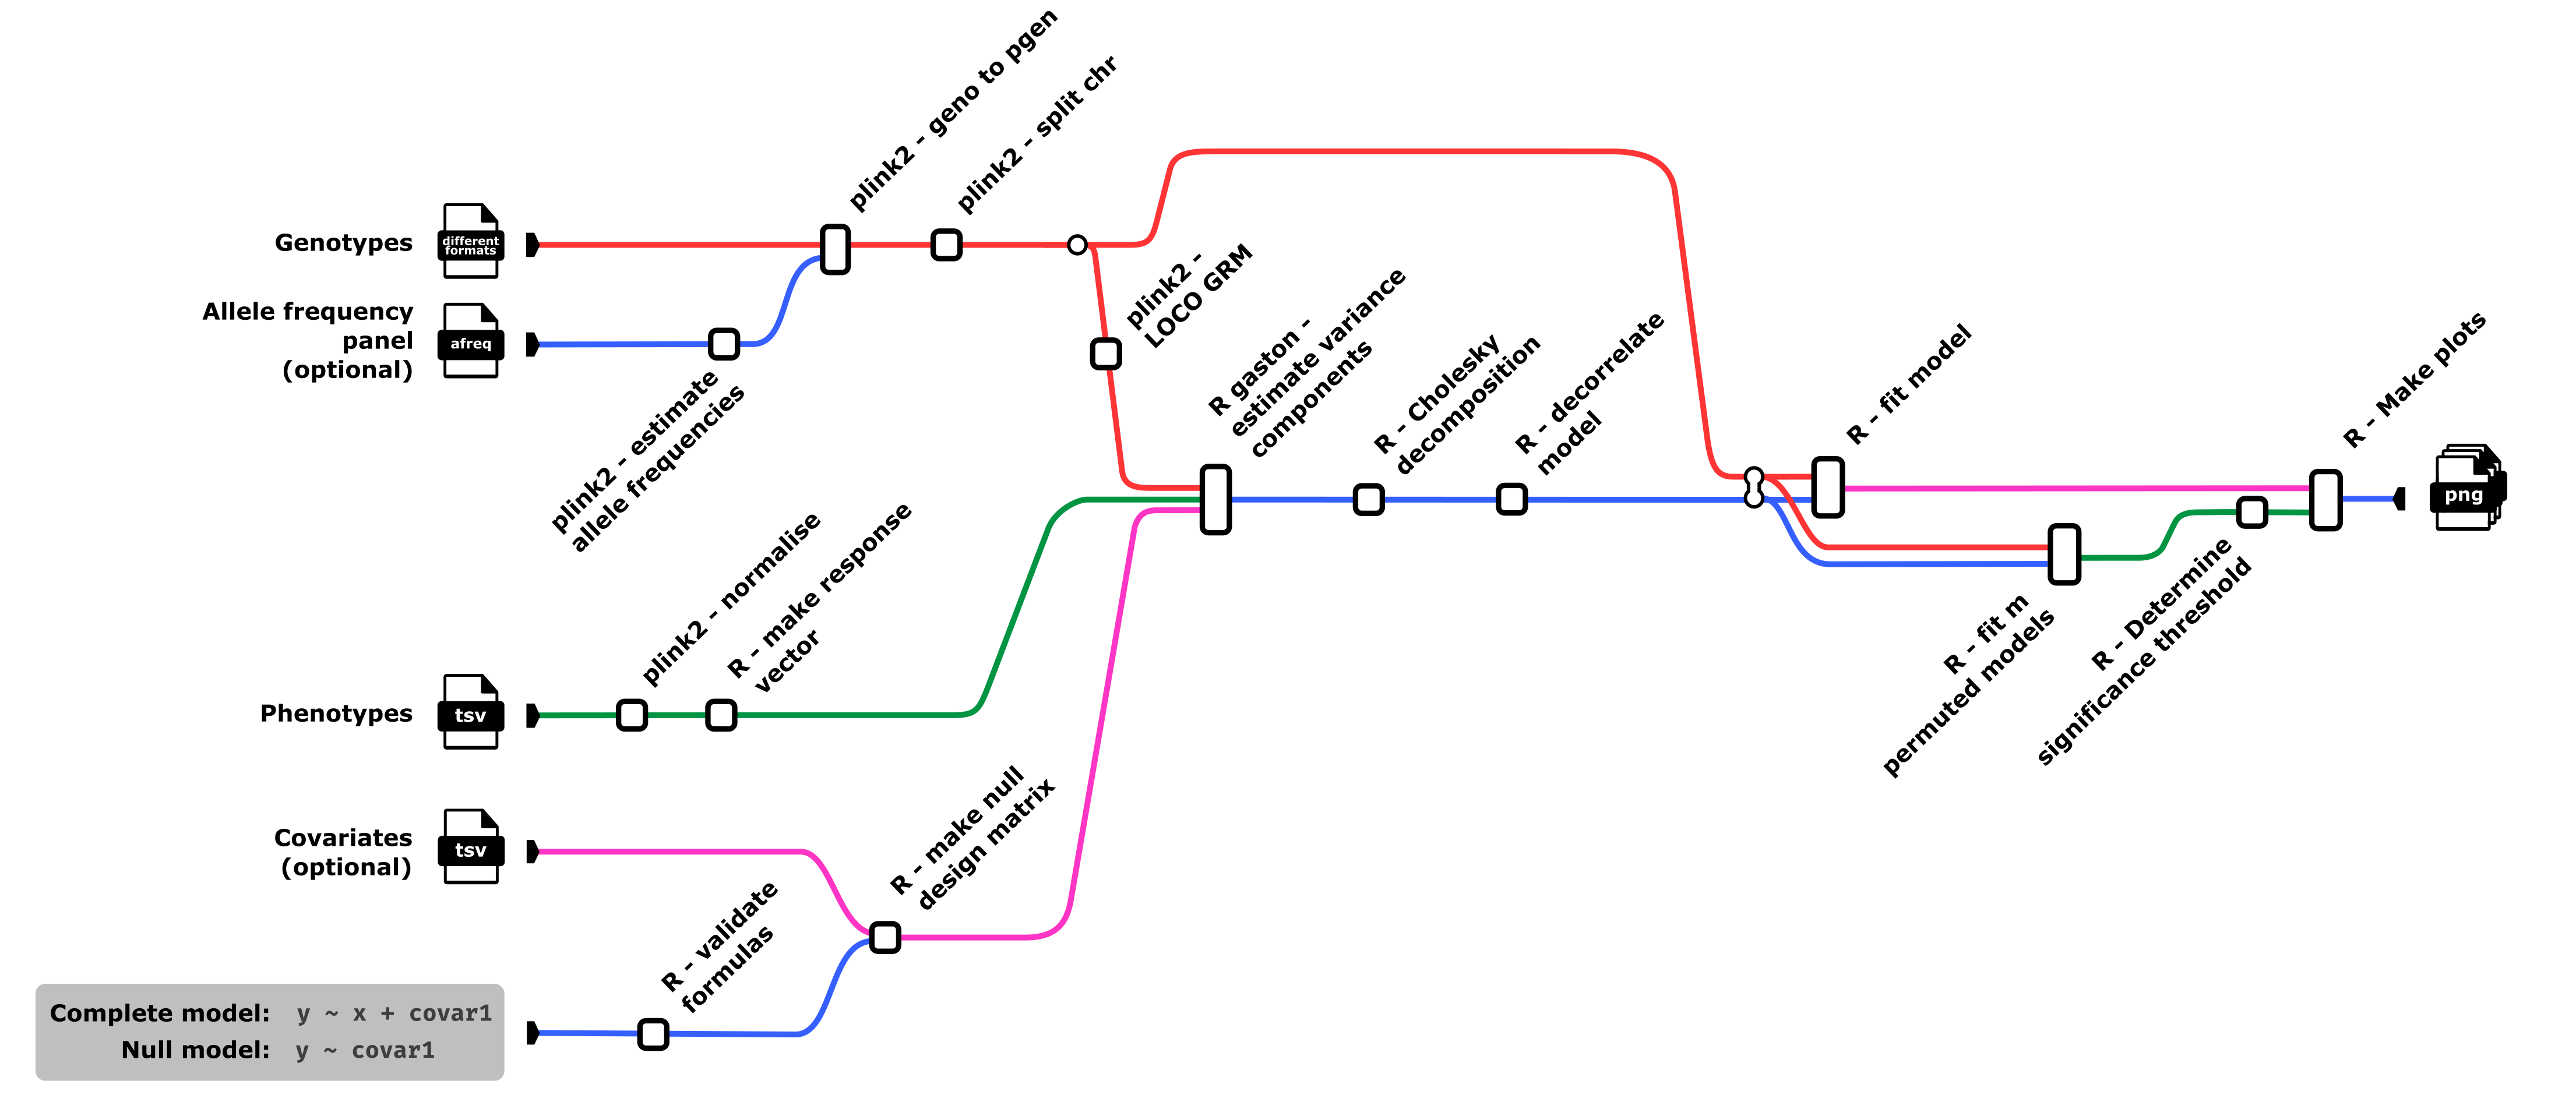 plink2 - geno to pgen
plink2 - split chr
Genotypes
different
formats
Allele frequency
panel
(optional)
afreq
plink2 - estimate
allele frequencies
plink2 -
LOCO GRM
R gaston -
estimate variance
components
R - Cholesky
decomposition
R - decorrelate
model
R - fit model
R - Make plots
png
R - fit m
permuted models
R - Determine
significance threshold
plink2 - normalise
R - make response
vector
Phenotypes
tsv
Covariates
(optional)
tsv
R - make null
design matrix
R - validate
formulas
Complete model: y ~ x + covar1
Null model: y ~ covar1